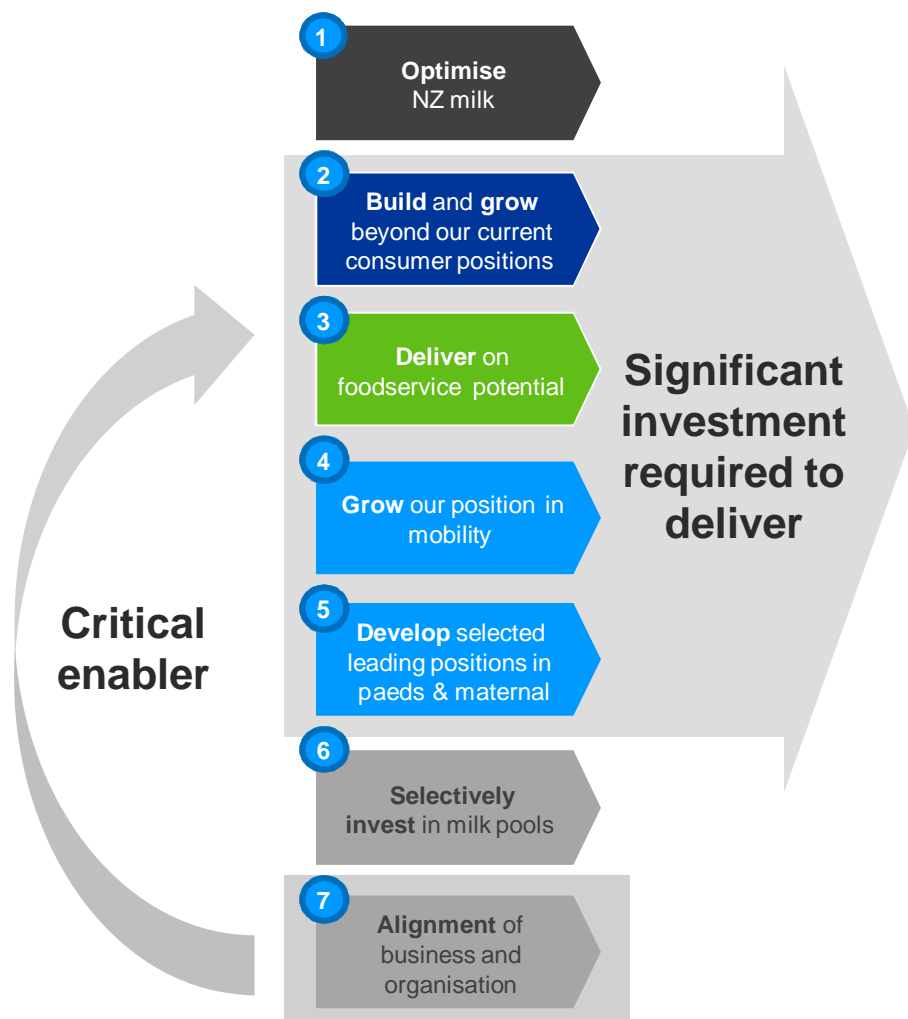 1
Optimise
NZ milk
2
Build and grow
beyond our current
consumer positions
3
Deliver on
foodservice potential
4
Grow our position in
mobility
5
Develop selected
leading positions in
paeds & maternal
6
Selectively
invest in milk pools
7
Alignment of
business and
organisation
Significant
investment
required to
deliver
Critical
enabler